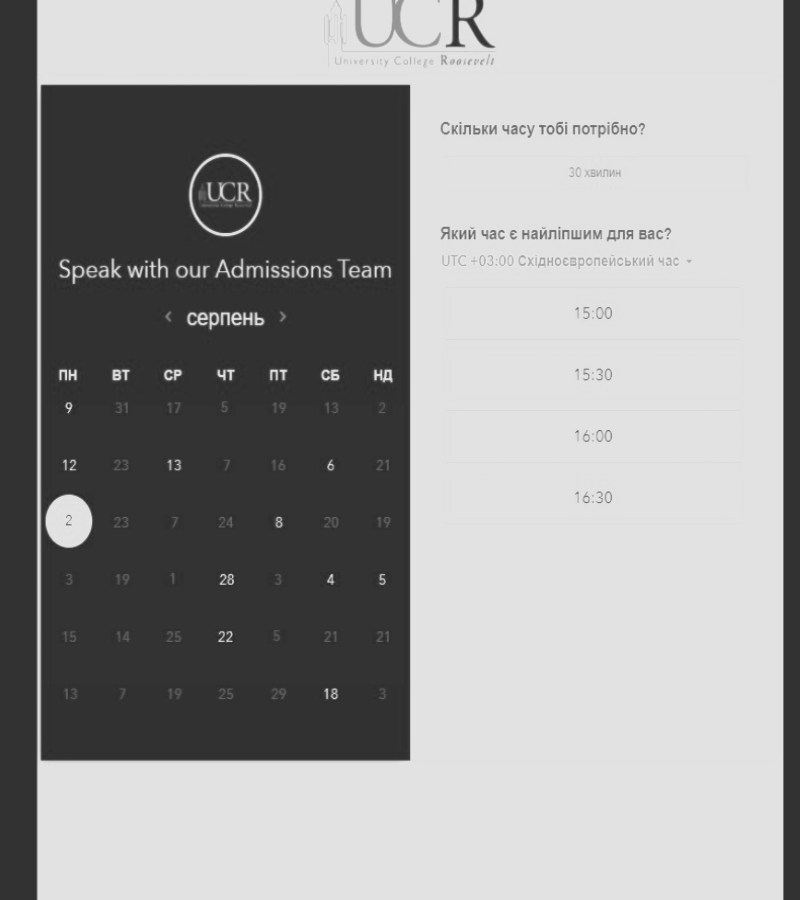 UCR
University College Roosevelt
UCR
Speak with our Admissions Team
‹ серпень ›
ПН ВТ СР ЧТ ПТ СБ НД
9 31 17 5 19 13 2
12 23 13 7 16 6 21
2 23 7 24 8 20 19
3 19 1 28 3 4 5
15 14 25 22 5 21 21
13 7 19 25 29 18 3
Скільки часу тобі потрібно?
30 хвилин
Який час є найліпшим для вас?
UTC +03:00 Східноєвропейський час
15:00
15:30
16:00
16:30